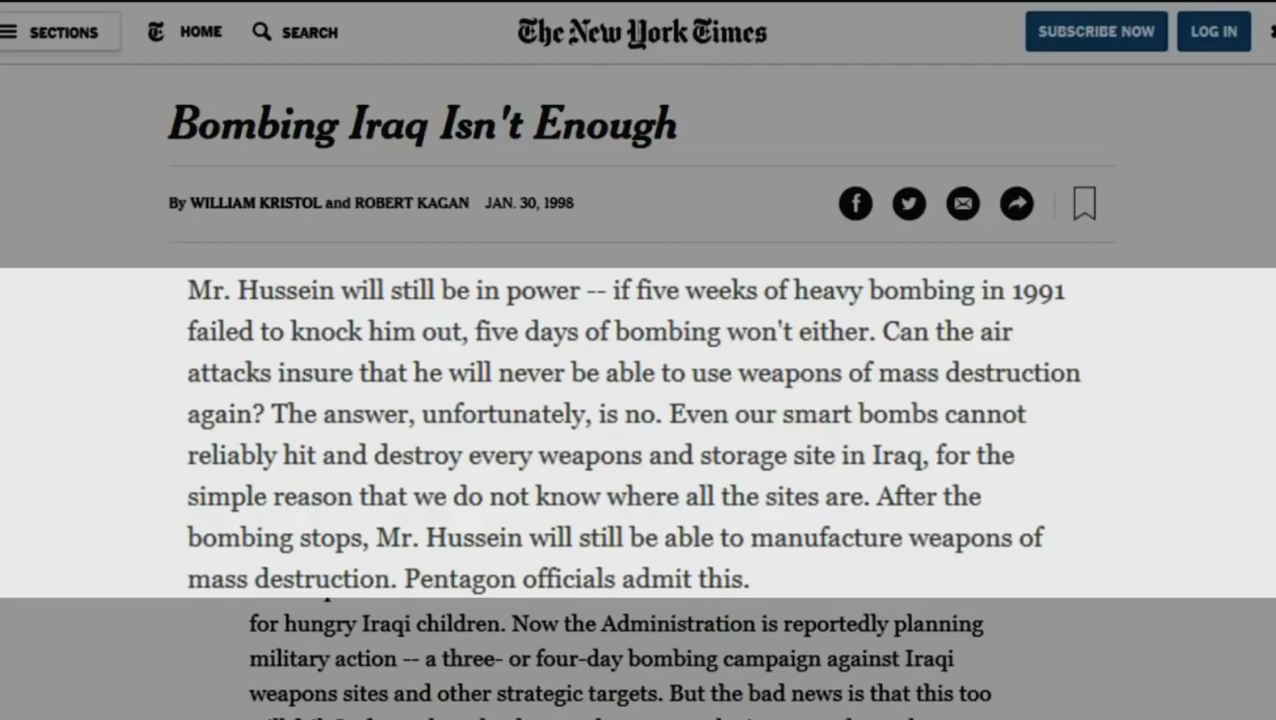 SECTIONS
HOME
SEARCH
The New York Times
SUBSCRIBE NOW
LOG IN
Bombing Iraq Isn't Enough
By WILLIAM KRISTOL and ROBERT KAGAN JAN. 30, 1998
Mr. Hussein will still be in power -- if five weeks of heavy bombing in 1991
failed to knock him out, five days of bombing won't either. Can the air
attacks insure that he will never be able to use weapons of mass destruction
again? The answer, unfortunately, is no. Even our smart bombs cannot
reliably hit and destroy every weapons and storage site in Iraq, for the
simple reason that we do not know where all the sites are. After the
bombing stops, Mr. Hussein will still be able to manufacture weapons of
mass destruction. Pentagon officials admit this.
for hungry Iraqi children. Now the Administration is reportedly planning
military action -- a three- or four-day bombing campaign against Iraqi
weapons sites and other strategic targets. But the bad news is that this too